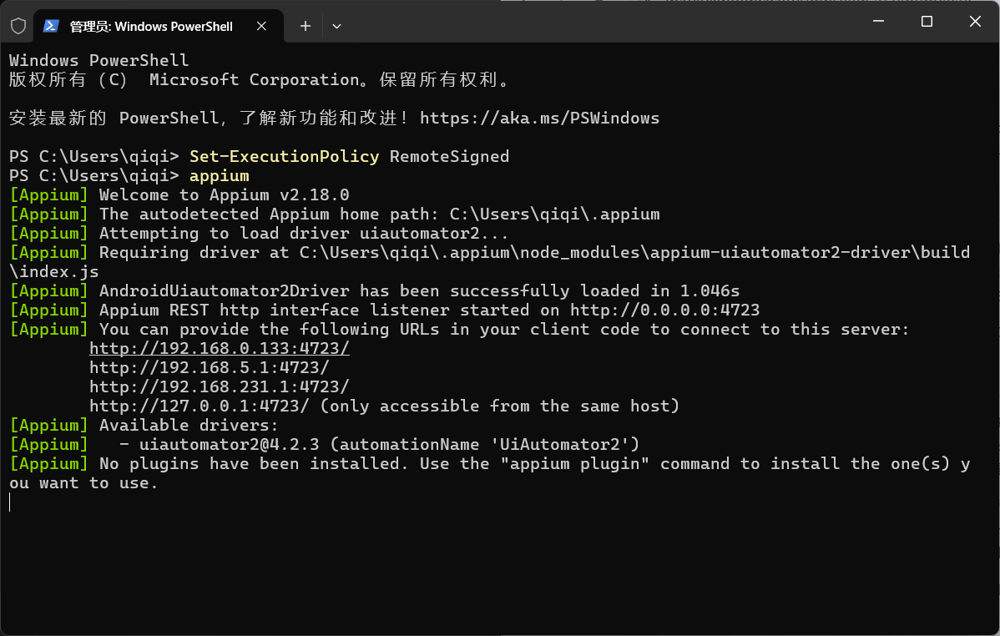 管理员: Windows PowerShell
Windows PowerShell
版权所有（C） Microsoft Corporation。保留所有权利。
安装最新的 PowerShell，了解新功能和改进！https://aka.ms/PSWindows
PS C:\Users\qiqi> Set-ExecutionPolicy RemoteSigned
PS C:\Users\qiqi> appium
[Appium] Welcome to Appium v2.18.0
[Appium] The autodetected Appium home path: C:\Users\qiqi\.appium
[Appium] Attempting to load driver uiautomator2...
[Appium] Requiring driver at C:\Users\qiqi\.appium\node_modules\appium-uiautomator2-driver\build
\index.js
[Appium] AndroidUiautomator2Driver has been successfully loaded in 1.046s
[Appium] Appium REST http interface listener started on http://0.0.0.0:4723
[Appium] You can provide the following URLs in your client code to connect to this server:
http://192.168.0.133:4723/
http://192.168.5.1:4723/
http://192.168.231.1:4723/
http://127.0.0.1:4723/ (only accessible from the same host)
[Appium] Available drivers:
[Appium]   - uiautomator2@4.2.3 (automationName 'UiAutomator2')
[Appium] No plugins have been installed. Use the "appium plugin" command to install the one(s) y
ou want to use.